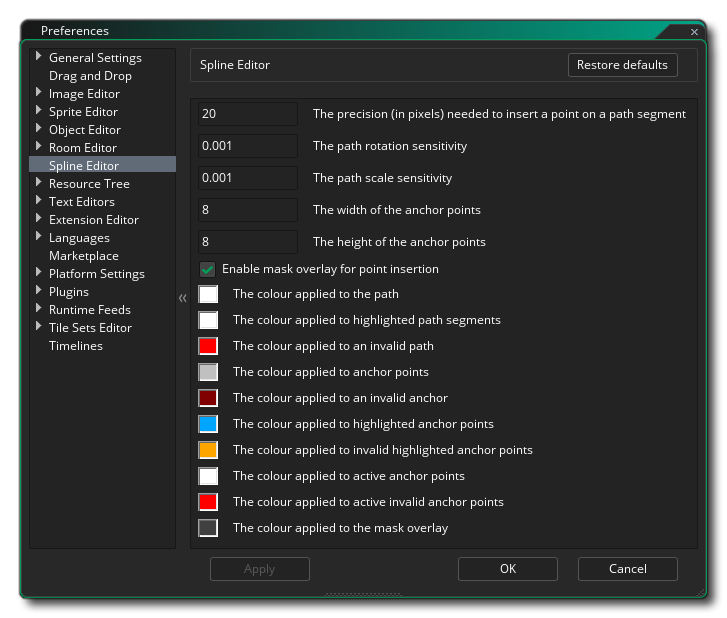 Preferences
General Settings
Drag and Drop
Image Editor
Sprite Editor
Object Editor
Room Editor
Spline Editor
Resource Tree
Text Editors
Extension Editor
Languages
Marketplace
Platform Settings
Plugins
Runtime Feeds
Tile Sets Editor
Timelines
Spline Editor
Restore defaults
20 The precision (in pixels) needed to insert a point on a path segment
0.001 The path rotation sensitivity
0.001 The path scale sensitivity
8 The width of the anchor points
8 The height of the anchor points
Enable mask overlay for point insertion
The colour applied to the path
The colour applied to highlighted path segments
The colour applied to an invalid path
The colour applied to anchor points
The colour applied to an invalid anchor
The colour applied to highlighted anchor points
The colour applied to invalid highlighted anchor points
The colour applied to active anchor points
The colour applied to active invalid anchor points
The colour applied to the mask overlay
Apply OK Cancel